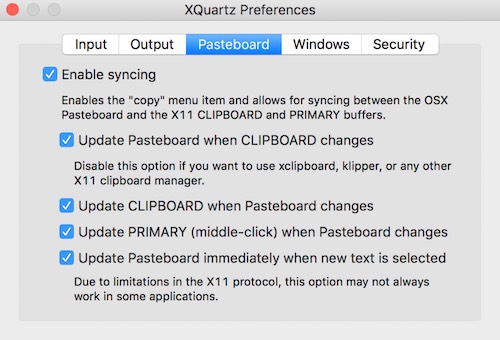 XQuartz Preferences
Input Output Pasteboard Windows Security
Enable syncing
Enables the "copy" menu item and allows for syncing between the OSX
Pasteboard and the X11 CLIPBOARD and PRIMARY buffers.
Update Pasteboard when CLIPBOARD changes
Disable this option if you want to use xclipboard, klipper, or any other
X11 clipboard manager.
Update CLIPBOARD when Pasteboard changes
Update PRIMARY (middle-click) when Pasteboard changes
Update Pasteboard immediately when new text is selected
Due to limitations in the X11 protocol, this option may not always
work in some applications.